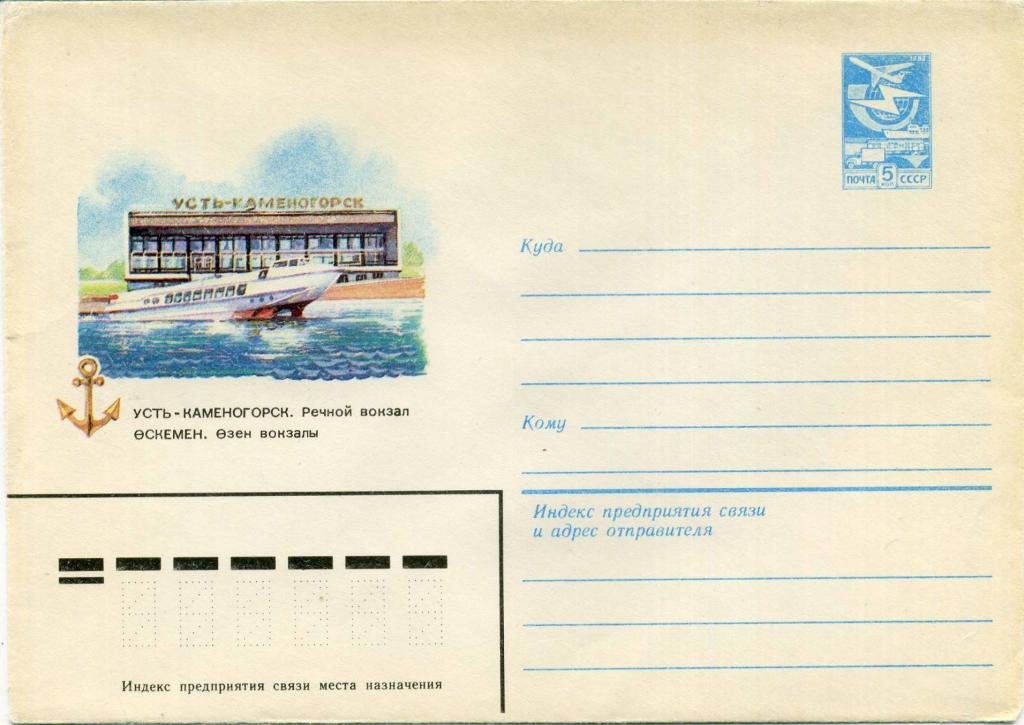 УСТЬ-КАМЕНОГОРСК
УСТЬ-КАМЕНОГОРСК. Речной вокзал
ӨСКЕМЕН. Өзен вокзалы
ПОЧТА 5 КОП СССР
Куда
Кому
Индекс предприятия связи
и адрес отправителя
Индекс предприятия связи места назначения